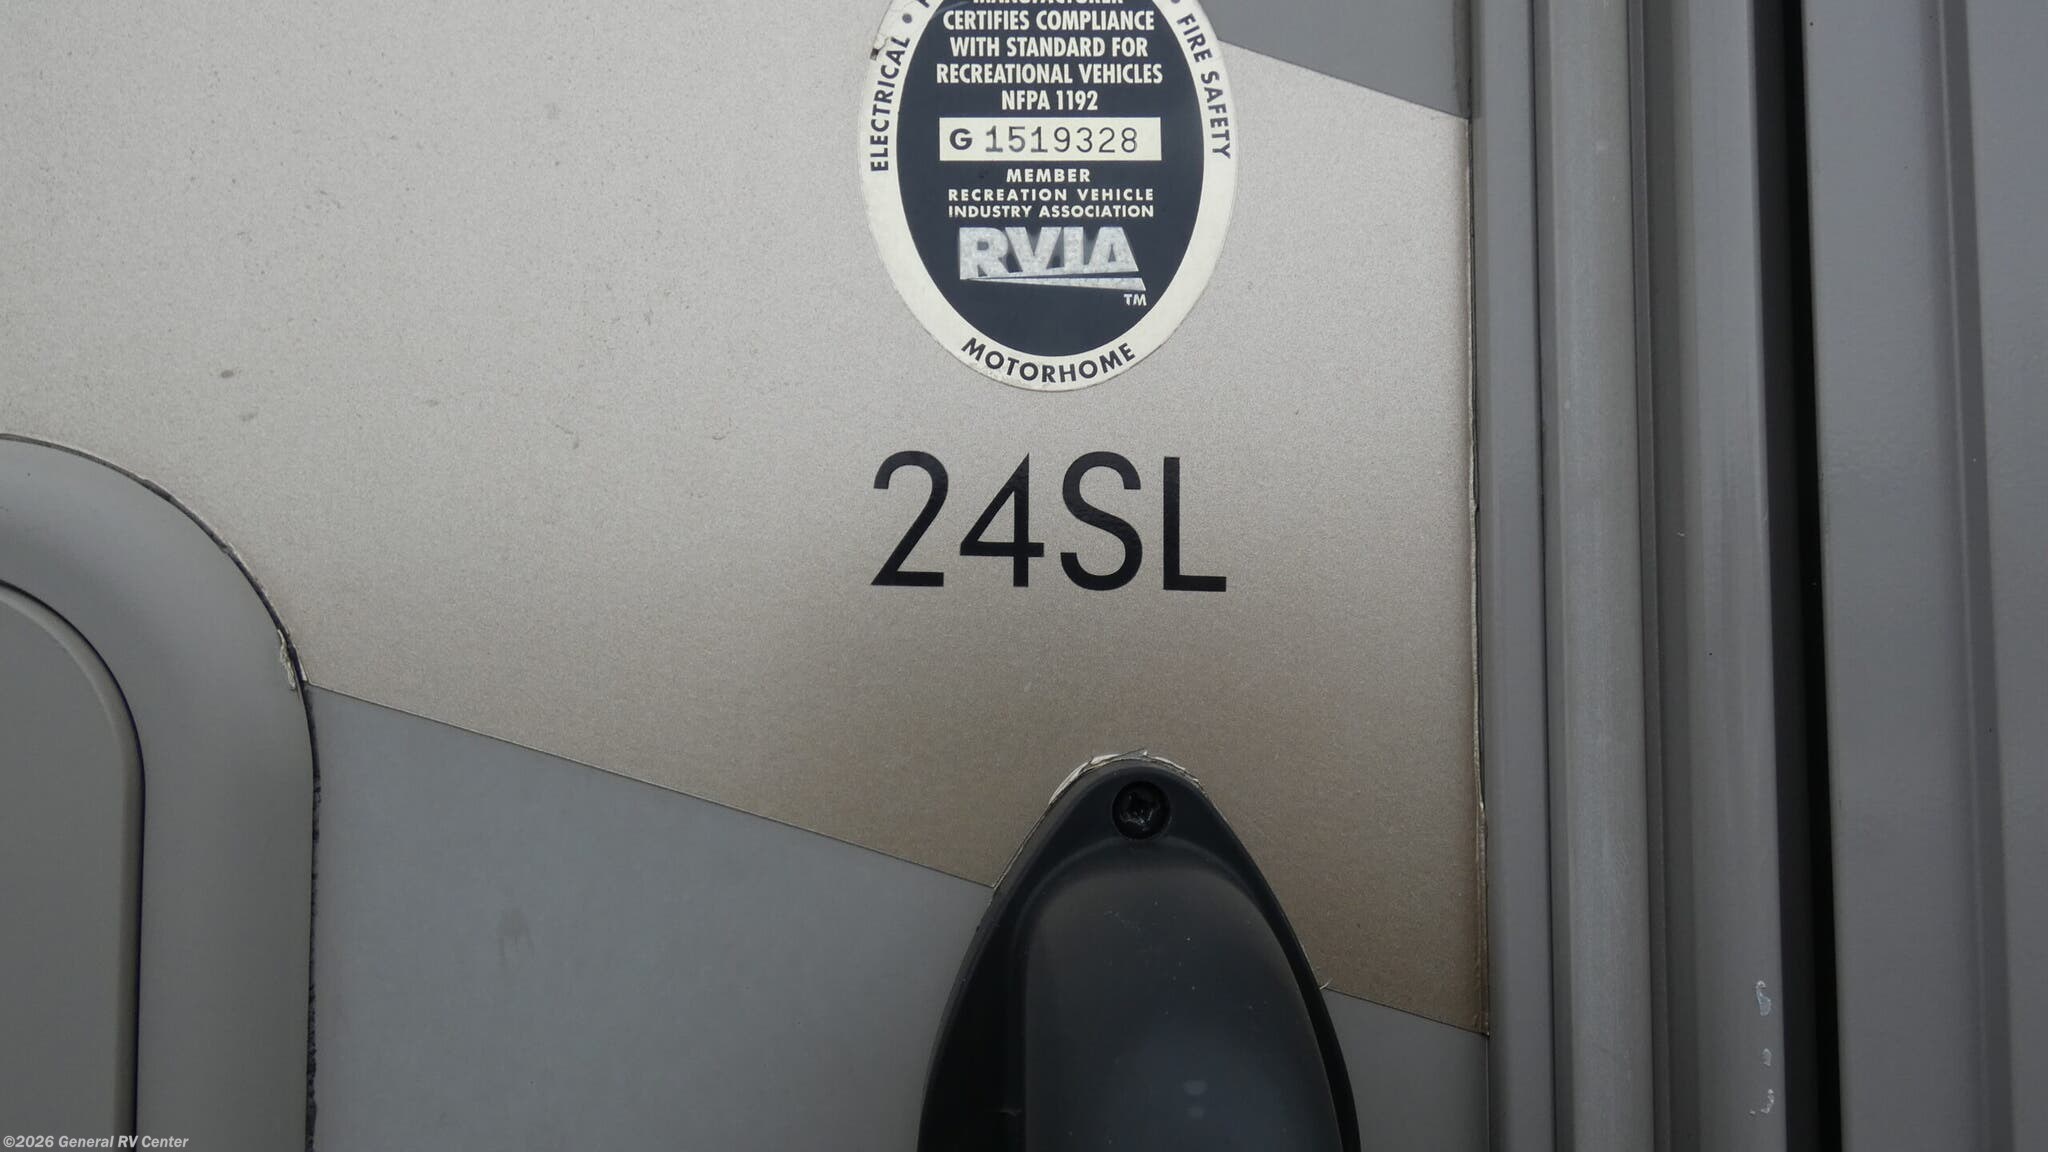 MANUFACTURER
CERTIFIES COMPLIANCE
WITH STANDARD FOR
RECREATIONAL VEHICLES
NFPA 1192
G 1519328
MEMBER
RECREATION VEHICLE
INDUSTRY ASSOCIATION
RVIA
TM
ELECTRICAL •
• FIRE SAFETY
MOTORHOME
24SL
©2026 General RV Center